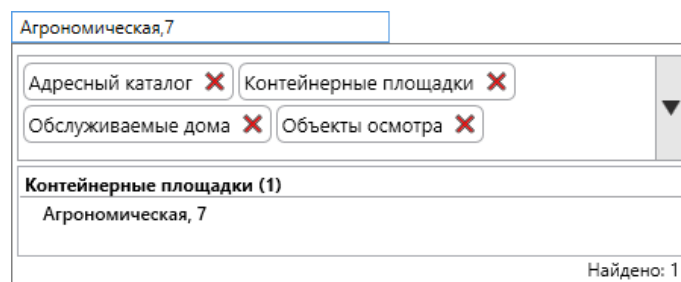 Агрономическая,7
Адресный каталог Контейнерные площадки
Обслуживаемые дома Объекты осмотра
Контейнерные площадки (1)
Агрономическая, 7
Найдено: 1